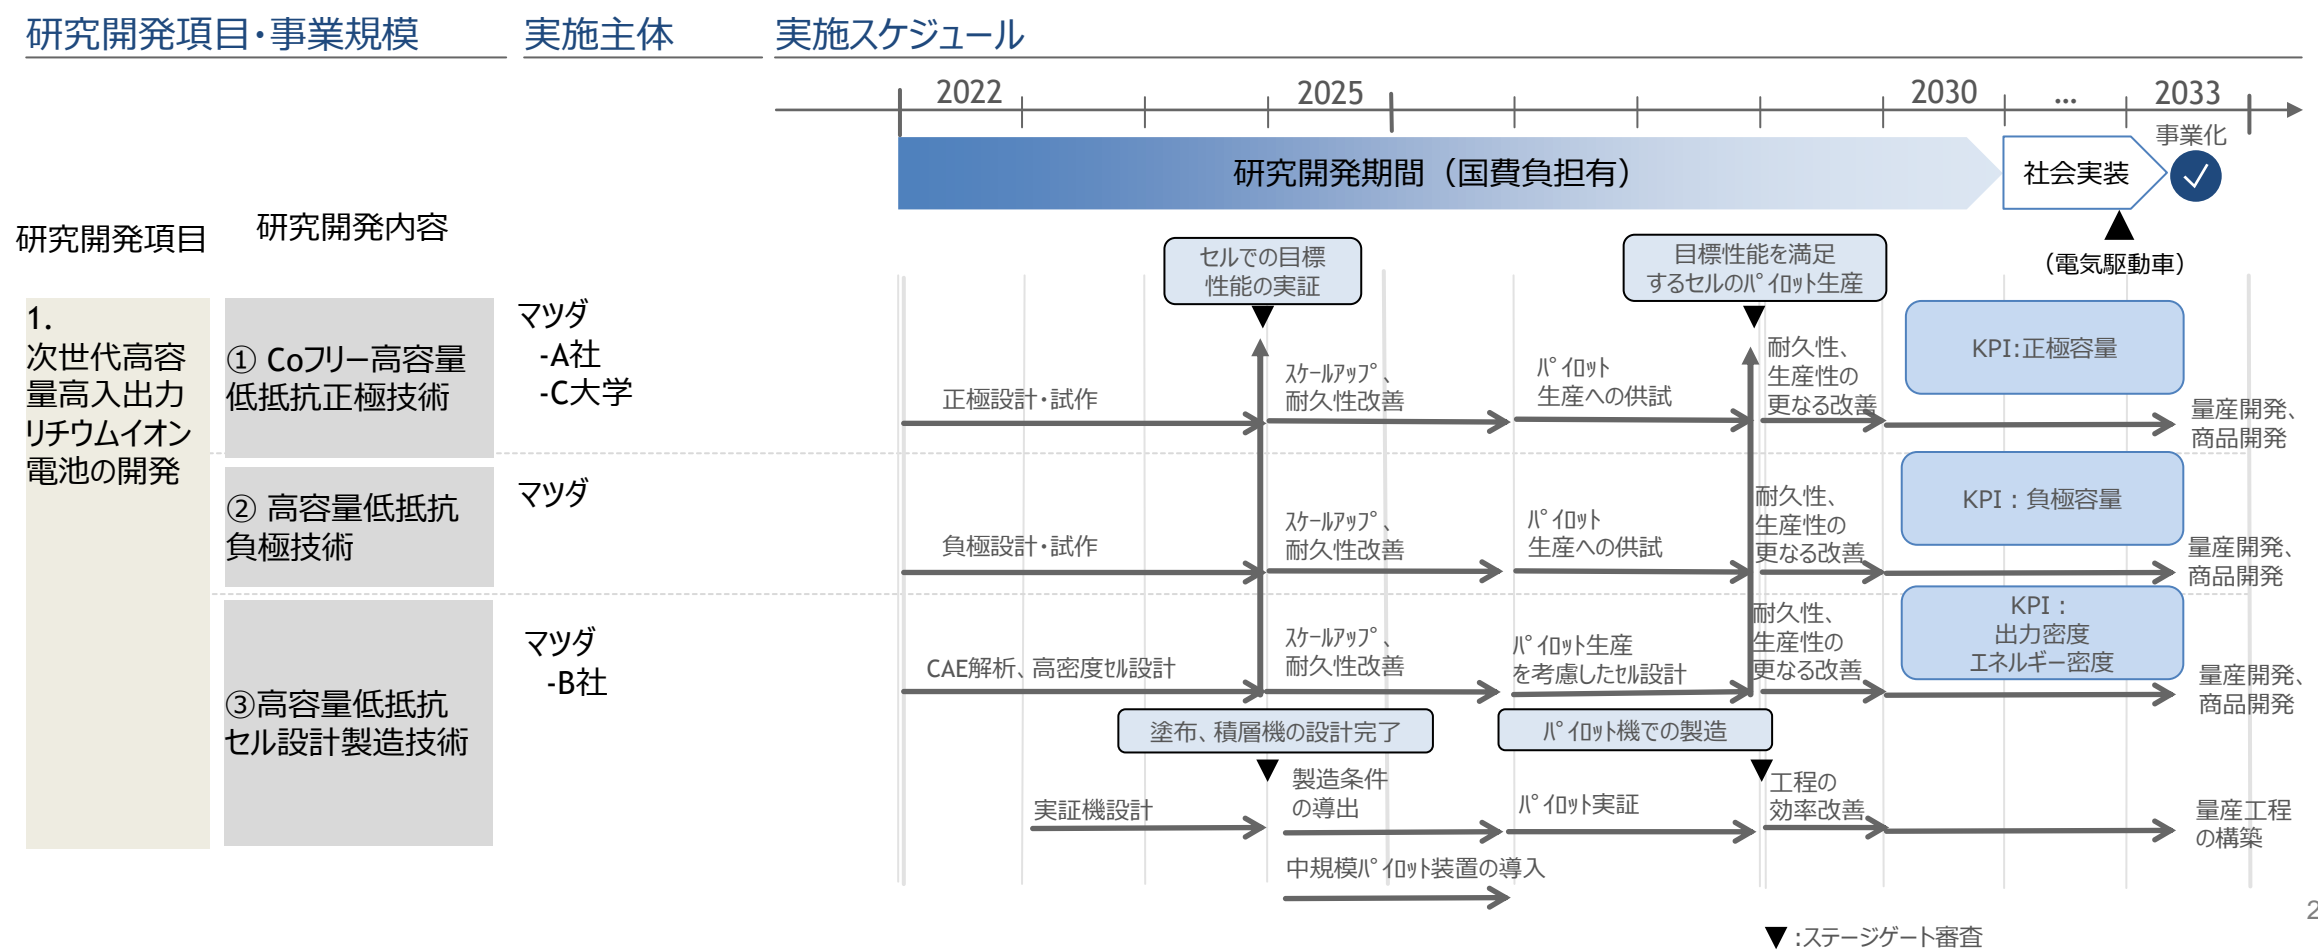 研究開発項目・事業規模
実施主体
実施スケジュール
2022
2025
2030
...
2033
事業化
研究開発期間（国費負担有）
社会実装
（電気駆動車）
研究開発項目
研究開発内容
セルでの目標
性能の実証
目標性能を満足
するセルのﾊﾟｲﾛｯﾄ生産
1.
次世代高容
量高入出力
リチウムイオン
電池の開発
① Coフリー高容量
低抵抗正極技術
マツダ
-A社
-C大学
正極設計・試作
ｽｹｰﾙｱｯﾌﾟ、
耐久性改善
ﾊﾟｲﾛｯﾄ
生産への供試
耐久性、
生産性の
更なる改善
KPI:正極容量
量産開発、
商品開発
② 高容量低抵抗
負極技術
マツダ
負極設計・試作
ｽｹｰﾙｱｯﾌﾟ、
耐久性改善
ﾊﾟｲﾛｯﾄ
生産への供試
耐久性、
生産性の
更なる改善
KPI：負極容量
量産開発、
商品開発
③高容量低抵抗
セル設計製造技術
マツダ
-B社
CAE解析、高密度ｾﾙ設計
ｽｹｰﾙｱｯﾌﾟ、
耐久性改善
ﾊﾟｲﾛｯﾄ生産
を考慮したｾﾙ設計
耐久性、
生産性の
更なる改善
KPI：
出力密度
エネルギー密度
量産開発、
商品開発
塗布、積層機の設計完了
ﾊﾟｲﾛｯﾄ機での製造
実証機設計
製造条件
の導出
ﾊﾟｲﾛｯﾄ実証
工程の
効率改善
量産工程
の構築
中規模ﾊﾟｲﾛｯﾄ装置の導入
▼:ステージゲート審査
2